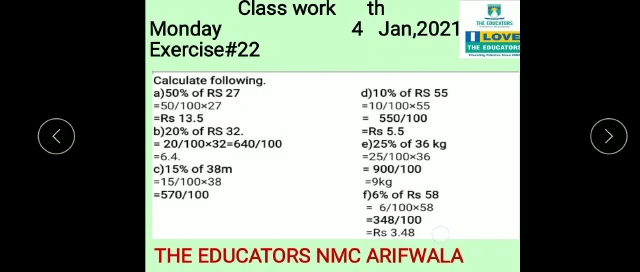 Class work th
Monday 4 Jan,2021
Exercise#22
THE EDUCATORS
I LOVE
THE EDUCATORS
Calculate following.
a)50% of RS 27
=50/100×27
=Rs 13.5
b)20% of RS 32.
= 20/100×32=640/100
=6.4.
c)15% of 38m
=15/100×38
=570/100
d)10% of RS 55
=10/100×55
= 550/100
=Rs 5.5
e)25% of 36 kg
=25/100×36
= 900/100
=9kg
f)6% of Rs 58
= 6/100×58
=348/100
=Rs 3.48
THE EDUCATORS NMC ARIFWALA